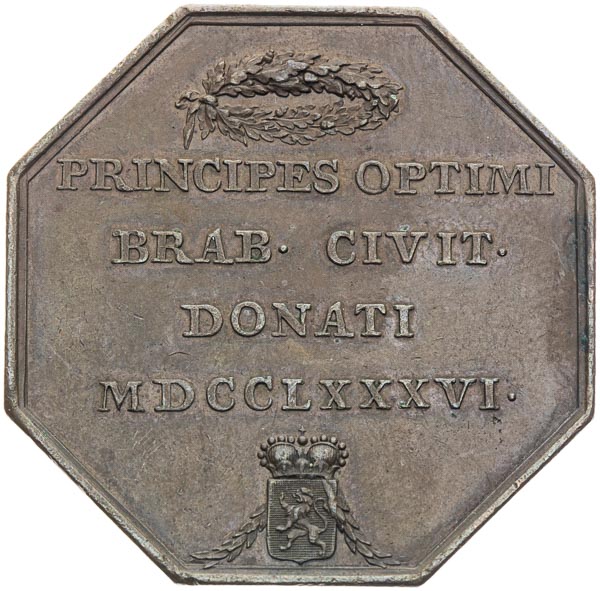 PRINCIPES OPTIMI
BRAB· CIVIT·
DONATI
MDCCLXXXVI·